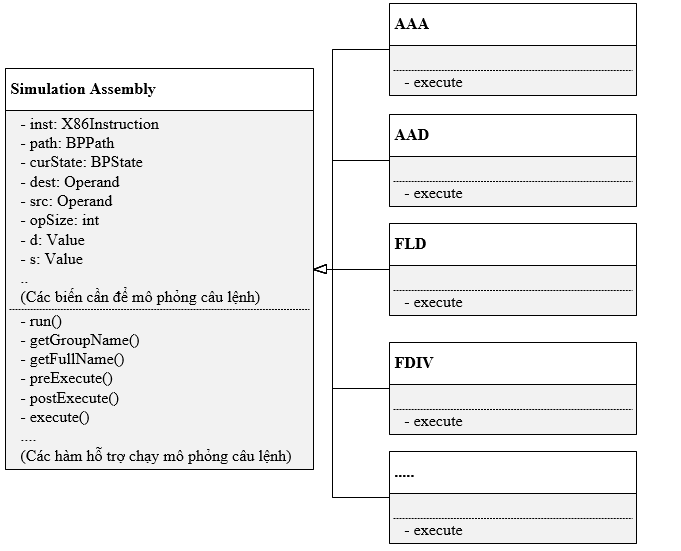 Simulation Assembly
- inst: X86Instruction
- path: BPPath
- curState: BPState
- dest: Operand
- src: Operand
- opSize: int
- d: Value
- s: Value
..
(Các biến cần để mô phỏng câu lệnh)
- run()
- getGroupName()
- getFullName()
- preExecute()
- postExecute()
- execute()
....
(Các hàm hỗ trợ chạy mô phỏng câu lệnh)
AAA
- execute
AAD
- execute
FLD
- execute
FDIV
- execute
.....
- execute